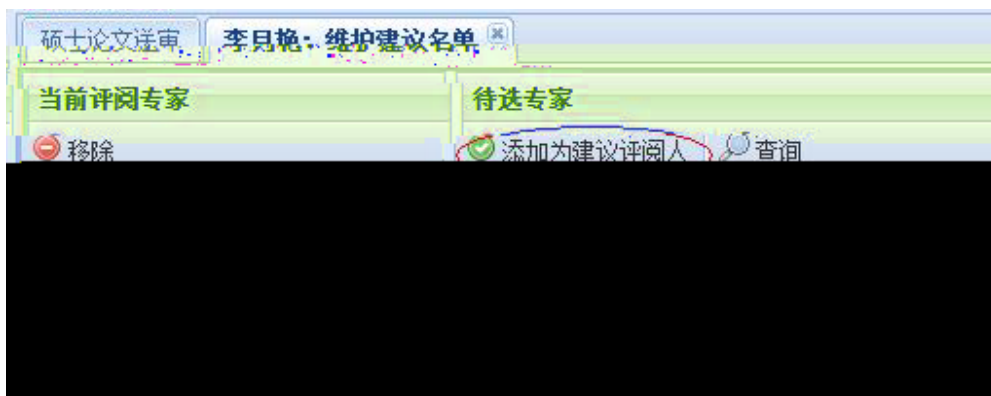 硕士论文送审
李月艳：维护建议名单
当前评阅专家
待选专家
移除
添加为建议评阅人
查询